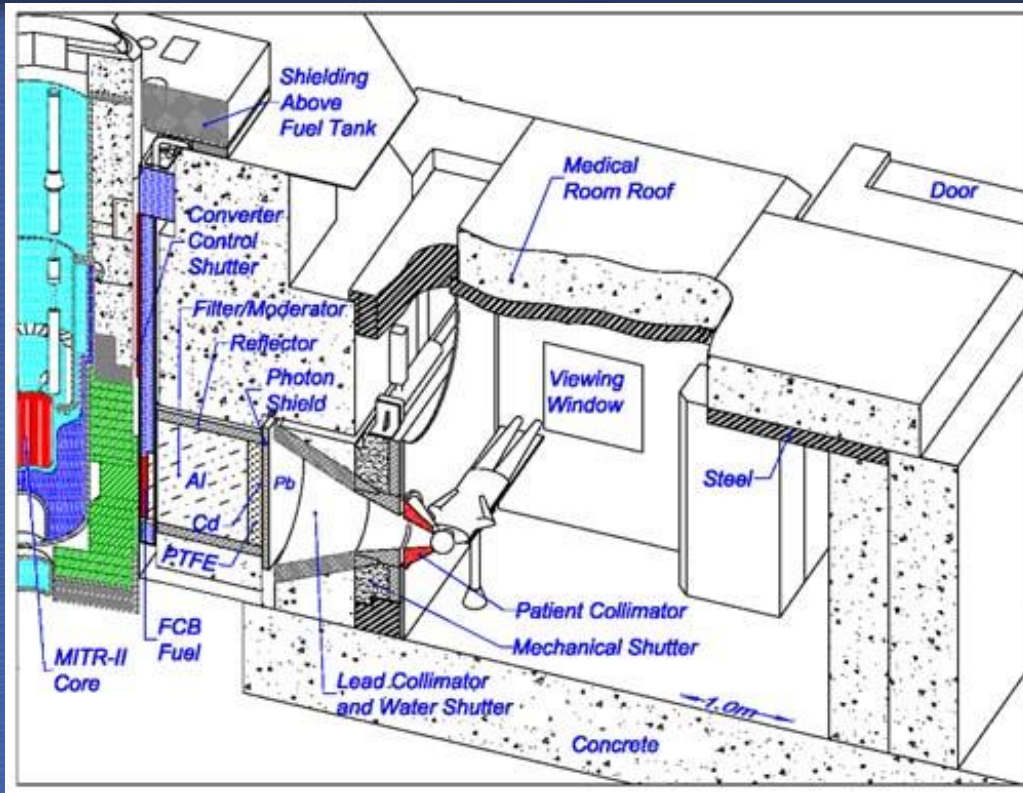 Shielding
Above
Fuel Tank
Medical
Room Roof
Door
Converter
Control
Shutter
Filter/Moderator
Reflector
Photon
Shield
Viewing
Window
Al
Pb
Cd
PTFE
Steel
Patient Collimator
Mechanical Shutter
FCB
Fuel
MITR-II
Core
Lead Collimator
and Water Shutter
1.0m
Concrete